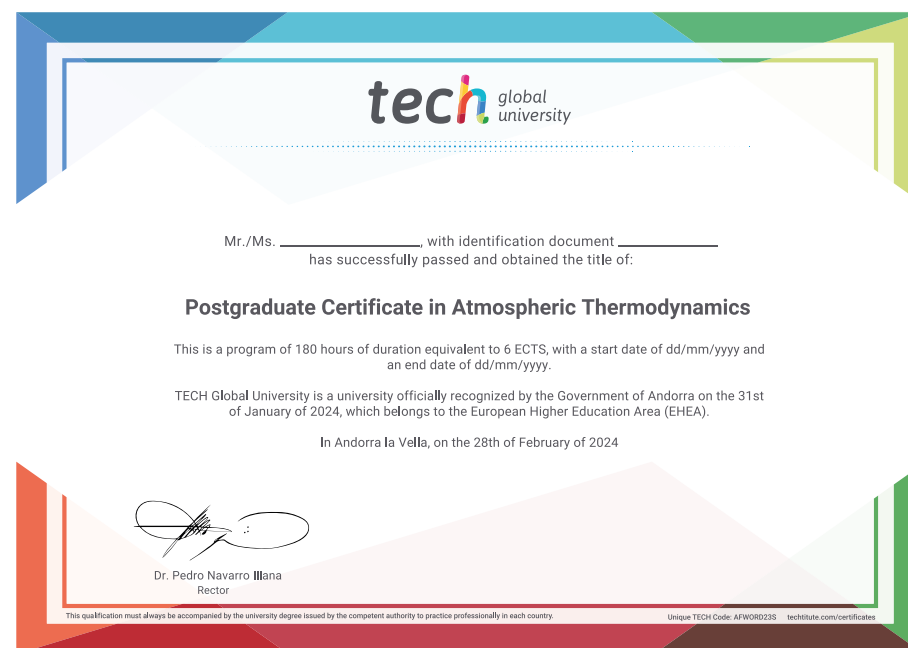 tech global university
Mr./Ms. ____________, with identification document ____________
has successfully passed and obtained the title of:
Postgraduate Certificate in Atmospheric Thermodynamics
This is a program of 180 hours of duration equivalent to 6 ECTS, with a start date of dd/mm/yyyy and
an end date of dd/mm/yyyy.
TECH Global University is a university officially recognized by the Government of Andorra on the 31st
of January of 2024, which belongs to the European Higher Education Area (EHEA).
In Andorra la Vella, on the 28th of February of 2024
Dr. Pedro Navarro Illana
Rector
This qualification must always be accompanied by the university degree issued by the competent authority to practice professionally in each country.
Unique TECH Code: AFWORD23S techtitute.com/certificates